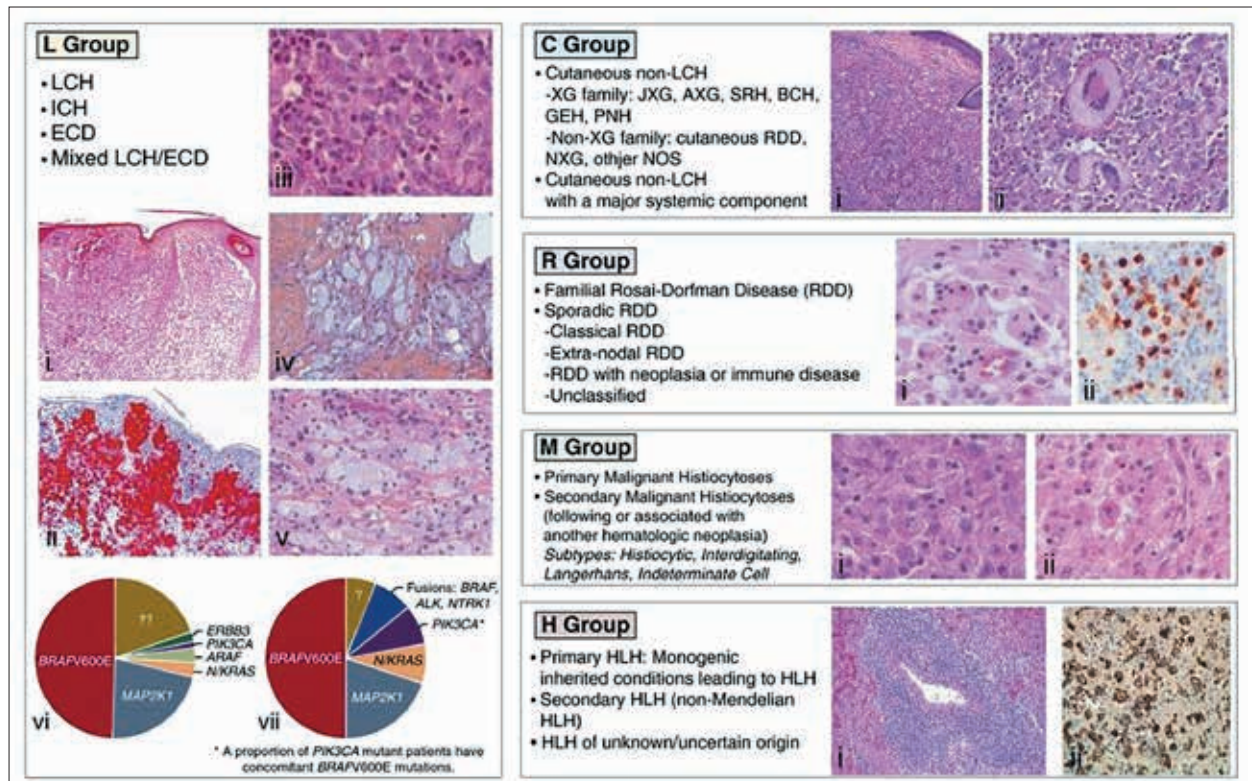 L Group
• LCH
• ICH
• ECD
• Mixed LCH/ECD
iii
i
iv
ii
v
BRAFV600E
??
ERBB3
PIK3CA
ARAF
N/KRAS
MAP2K1
vi
BRAFV600E
?
Fusions: BRAF,
ALK, NTRK1
PIK3CA*
N/KRAS
MAP2K1
vii
* A proportion of PIK3CA mutant patients have
concomitant BRAFV600E mutations.
C Group
• Cutaneous non-LCH
-XG family: JXG, AXG, SRH, BCH,
GEH, PNH
-Non-XG family: cutaneous RDD,
NXG, othjer NOS
• Cutaneous non-LCH
with a major systemic component
i
ii
R Group
• Familial Rosai-Dorfman Disease (RDD)
• Sporadic RDD
-Classical RDD
-Extra-nodal RDD
-RDD with neoplasia or immune disease
-Unclassified
i
ii
M Group
• Primary Malignant Histiocytoses
• Secondary Malignant Histiocytoses
(following or associated with
another hematologic neoplasia)
Subtypes: Histiocytic, Interdigitating,
Langerhans, Indeterminate Cell
i
ii
H Group
• Primary HLH: Monogenic
inherited conditions leading to HLH
• Secondary HLH (non-Mendelian
HLH)
• HLH of unknown/uncertain origin
i
ii